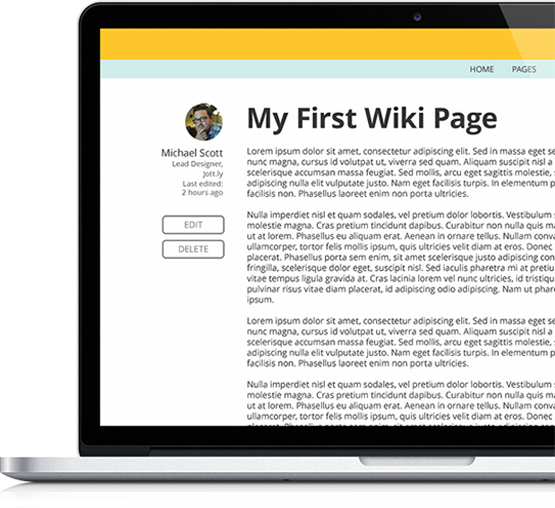 HOME PAGES
My First Wiki Page
Michael Scott
Lead Designer,
Jott.ly
Last edited:
2 hours ago
EDIT
DELETE
Lorem ipsum dolor sit amet, consectetur adipiscing elit. Sed in massa eget se
nunc magna, cursus id volutpat ut, viverra sed quam. Aliquam suscipit nisl a
scelerisque accumsan massa feugiat. Sed mollis, arcu eget sagittis molestie,
adipiscing nulla elit vulputate justo. Nam eget facilisis turpis. In elementum p
facilisis non. Phasellus laoreet enim non porta ultricies.
Nulla imperdiet nisl et quam sodales, vel pretium dolor lobortis. Vestibulum
molestie magna. Cras pretium tincidunt dapibus. Curabitur non nulla quis m
ut at lorem. Phasellus eu aliquam erat. Aenean in ornare tellus. Nullam conva
ullamcorper, tortor felis mollis ipsum, quis ultricies velit diam at eros. Donec
placerat. Phasellus porta sem enim, sit amet scelerisque justo adipiscing con
fringilla, scelerisque dolor eget, suscipit nisl. Sed iaculis pharetra mi at pretiu
vitae tempus ligula gravida at. Cras lacinia lorem vel nunc ultricies, id tristiqu
pulvinar risus vitae diam placerat, id adipiscing odio adipiscing. Nam ut phar
ipsum.
Lorem ipsum dolor sit amet, consectetur adipiscing elit. Sed in massa eget s
nunc magna, cursus id volutpat ut, viverra sed quam. Aliquam suscipit nisl a
scelerisque accumsan massa feugiat. Sed mollis, arcu eget sagittis molestie,
adipiscing nulla elit vulputate justo. Nam eget facilisis turpis. In elementum p
facilisis non. Phasellus laoreet enim non porta ultricies.
Nulla imperdiet nisl et quam sodales, vel pretium dolor lobortis. Vestibulum
molestie magna. Cras pretium tincidunt dapibus. Curabitur non nulla quis m
ut at lorem. Phasellus eu aliquam erat. Aenean in ornare tellus. Nullam conva
ullamcorper, tortor felis mollis ipsum, quis ultricies velit diam at eros. Donec